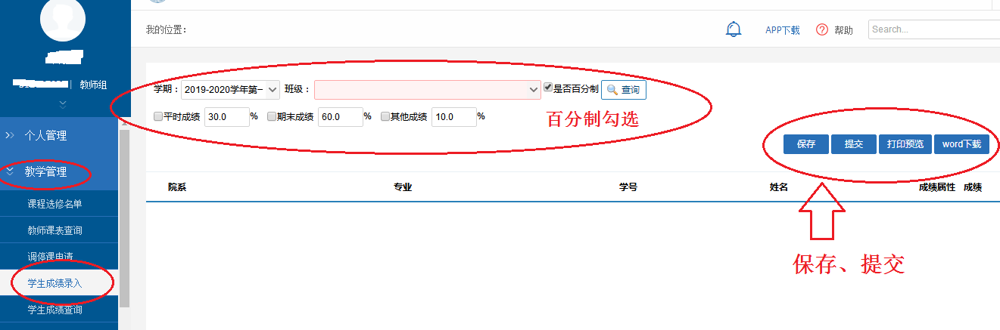 我的位置：
APP下载
帮助
Search...
教师组
个人管理
教学管理
课程选修名单
教师课表查询
调停课申请
学生成绩录入
学生成绩查询
学期：2019-2020学年第一 班级： 是否百分制 查询
平时成绩 30.0 % 期末成绩 60.0 % 其他成绩 10.0 %
百分制勾选
保存 提交 打印预览 word下载
院系 专业 学号 姓名 成绩属性 成绩
保存、提交